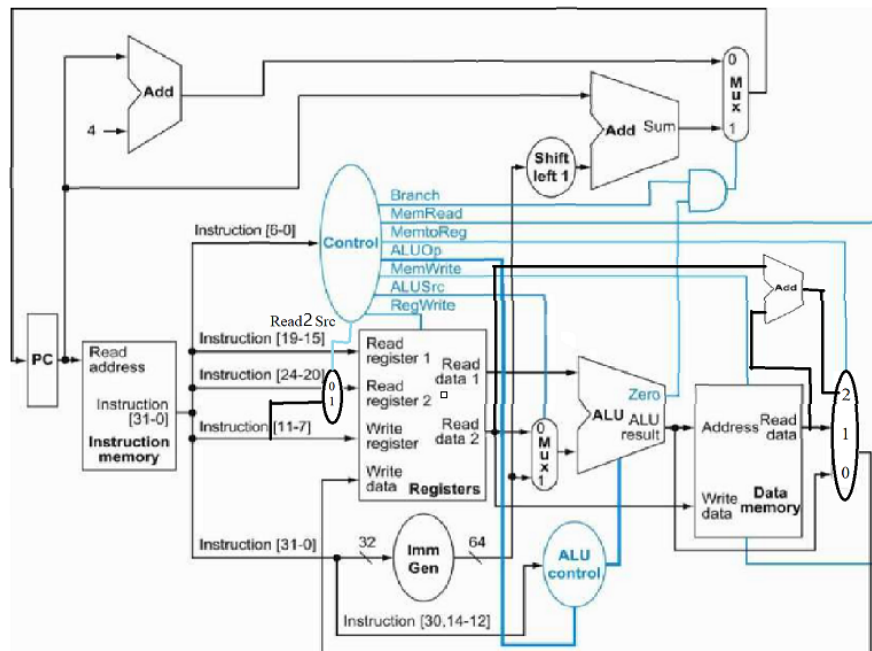 Add
4
Add Sum
0
Mux
1
Shift
left 1
Branch
MemRead
MemtoReg
ALUOp
MemWrite
ALUSrc
RegWrite
Control
Instruction [6-0]
Add
Read2 Src
PC
Read
address
Instruction
[31-0]
Instruction
memory
Instruction [19-15]
Instruction [24-20]
Instruction [11-7]
0
1
Read
register 1
Read
register 2
Write
register
Write
data
Read
data 1
Read
data 2
Registers
0
Mux
1
Zero
ALU
ALU
result
Address
Read
data
Write
data
Data
memory
2
1
0
Instruction [31-0]
32
Imm
Gen
64
ALU
control
Instruction [30,14-12]